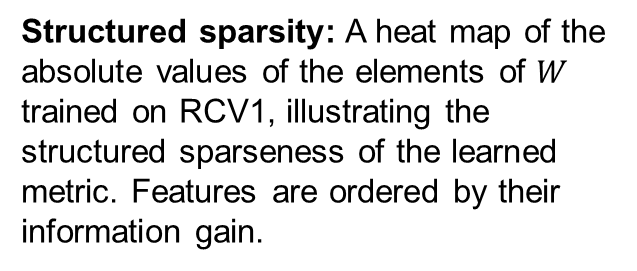 Structured sparsity: A heat map of the
absolute values of the elements of W
trained on RCV1, illustrating the
structured sparseness of the learned
metric. Features are ordered by their
information gain.